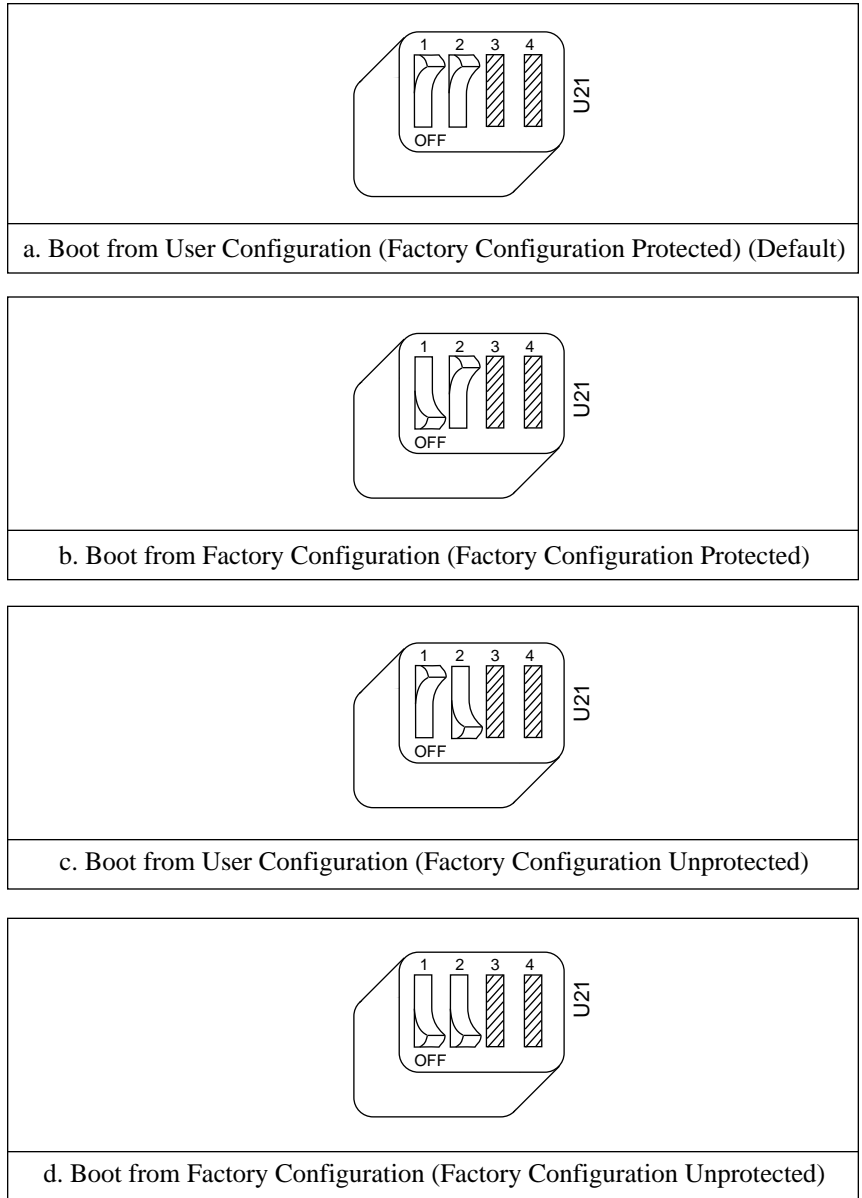 1 2 3 4
OFF
U21
a. Boot from User Configuration (Factory Configuration Protected) (Default)
1 2 3 4
OFF
U21
b. Boot from Factory Configuration (Factory Configuration Protected)
1 2 3 4
OFF
U21
c. Boot from User Configuration (Factory Configuration Unprotected)
1 2 3 4
OFF
U21
d. Boot from Factory Configuration (Factory Configuration Unprotected)